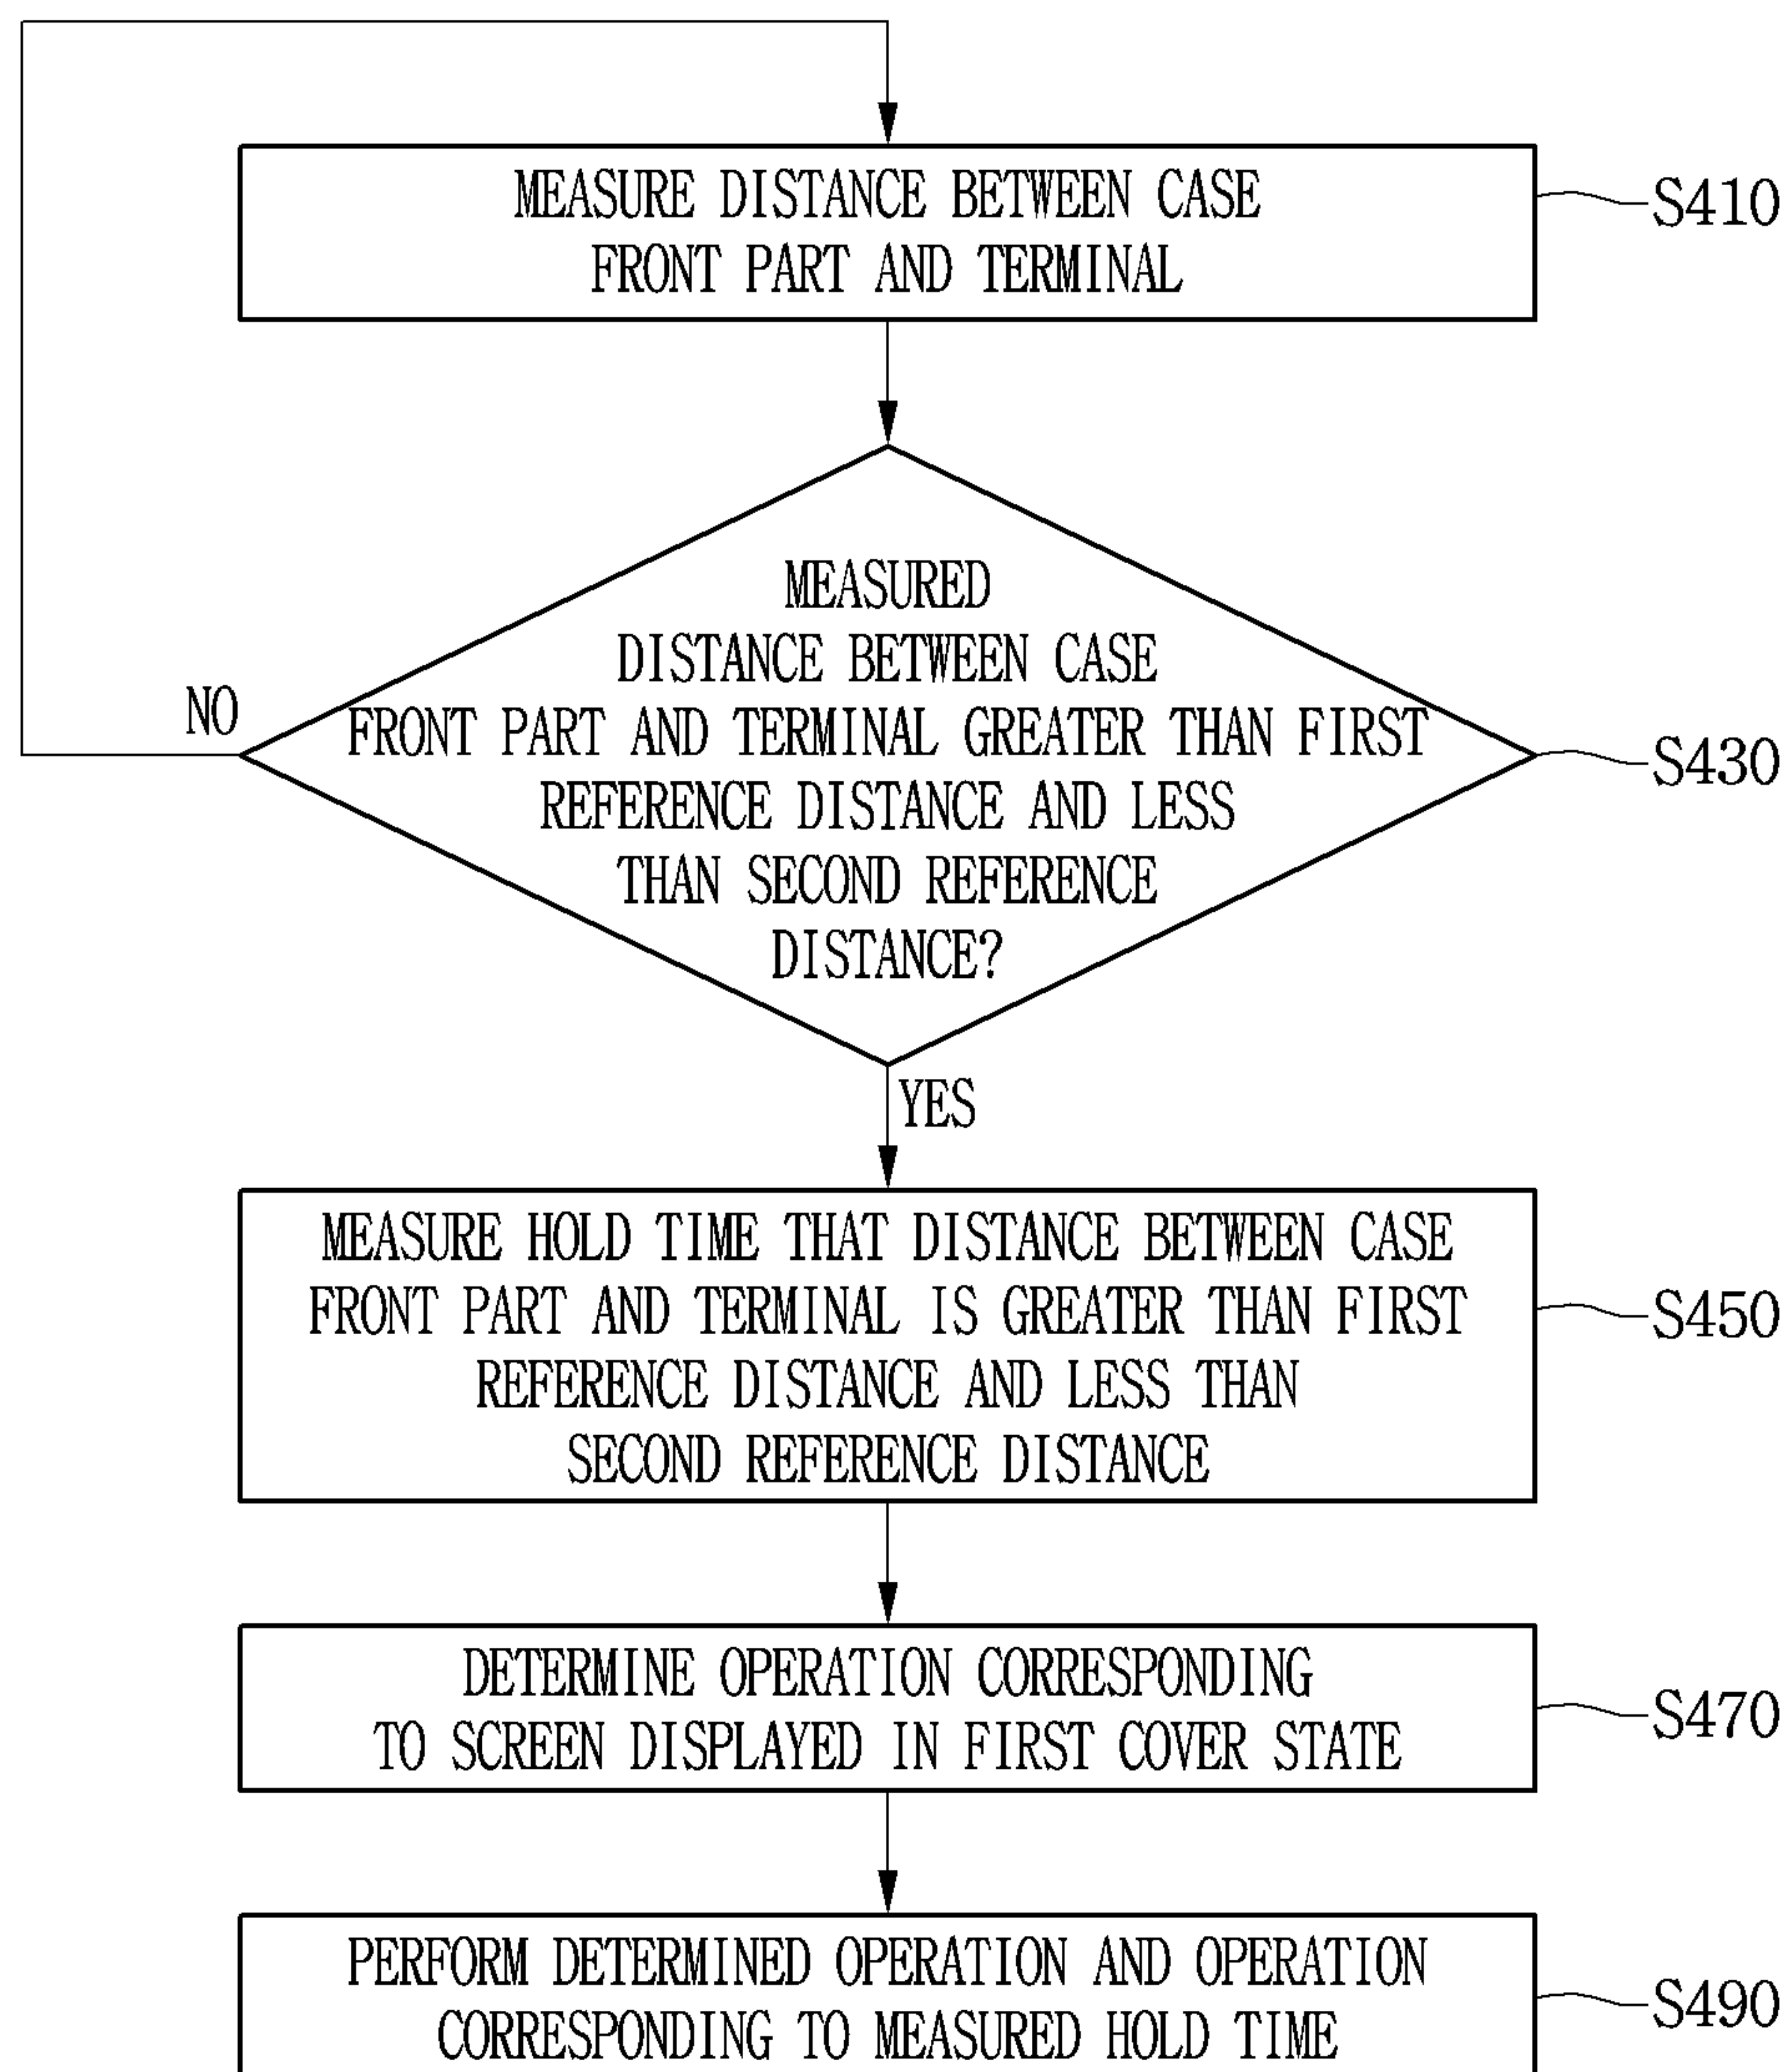 MEASURE DISTANCE BETWEEN CASE
FRONT PART AND TERMINAL
S410
MEASURED
DISTANCE BETWEEN CASE
FRONT PART AND TERMINAL GREATER THAN FIRST
REFERENCE DISTANCE AND LESS
THAN SECOND REFERENCE
DISTANCE?
NO
S430
YES
MEASURE HOLD TIME THAT DISTANCE BETWEEN CASE
FRONT PART AND TERMINAL IS GREATER THAN FIRST
REFERENCE DISTANCE AND LESS THAN
SECOND REFERENCE DISTANCE
S450
DETERMINE OPERATION CORRESPONDING
TO SCREEN DISPLAYED IN FIRST COVER STATE
S470
PERFORM DETERMINED OPERATION AND OPERATION
CORRESPONDING TO MEASURED HOLD TIME
S490